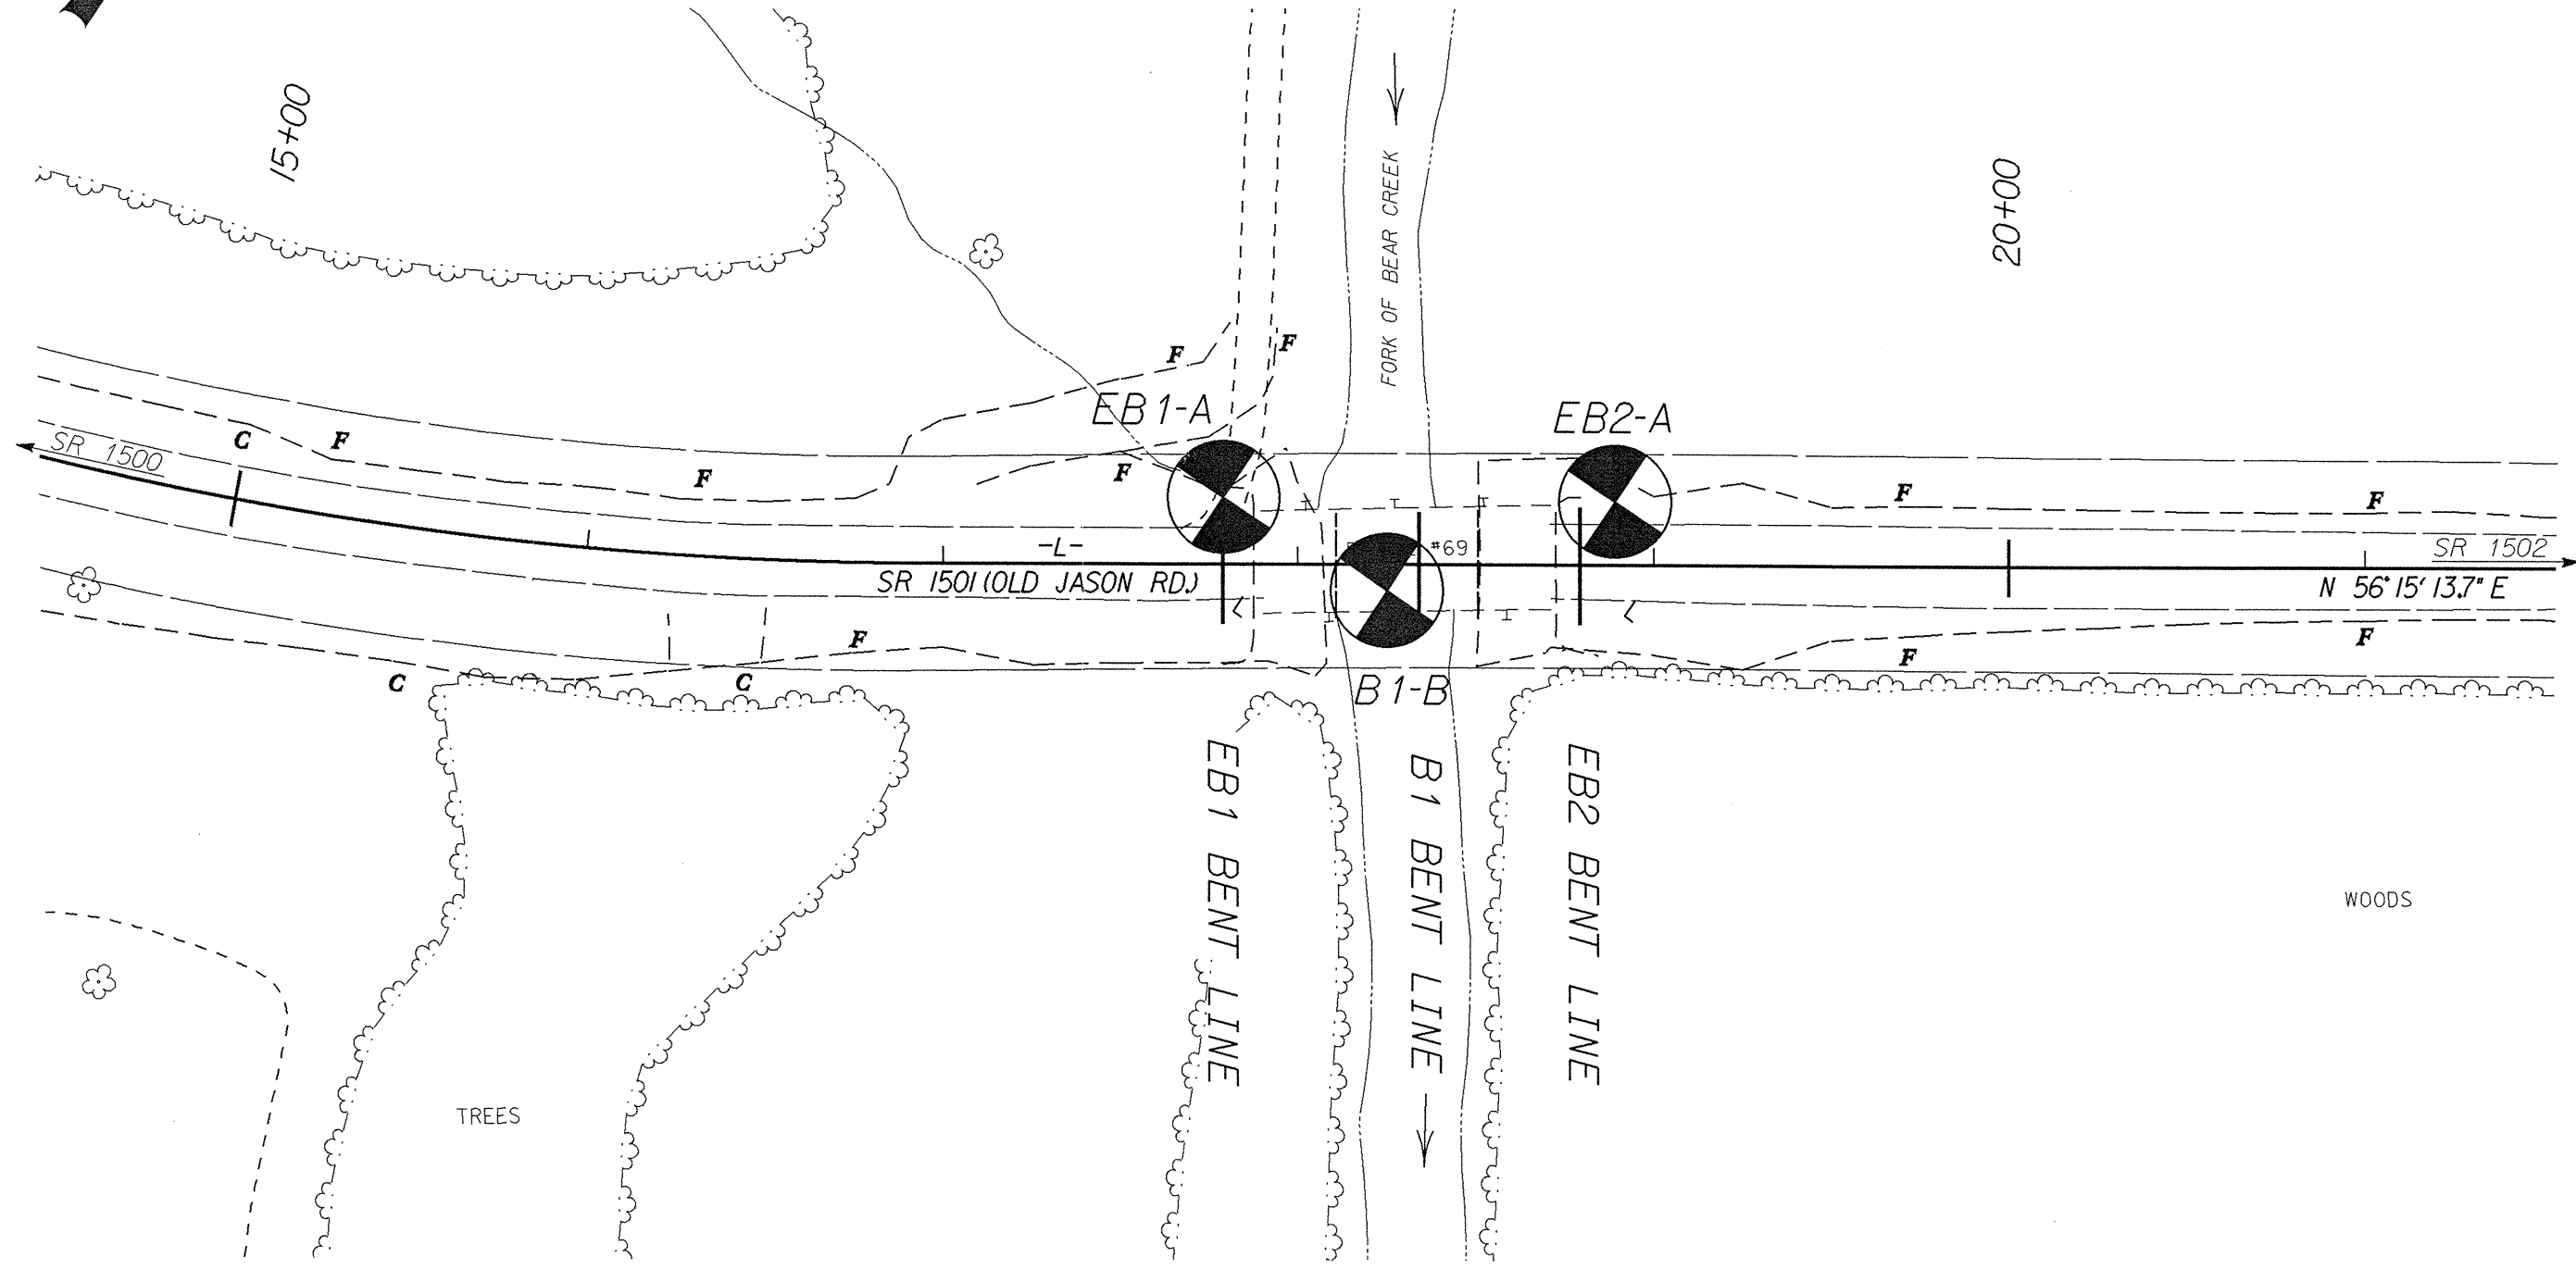 15+00
20+00
FORK OF BEAR CREEK
F
F
EB1-A
EB2-A
SR 1500
C
F
F
F
F
F
-L-
#69
SR 1502
SR 1501 (OLD JASON RD.)
N 56° 15' 13.7" E
F
F
F
C
C
B1-B
EB1 BENT LINE
B1 BENT LINE
EB2 BENT LINE
WOODS
TREES